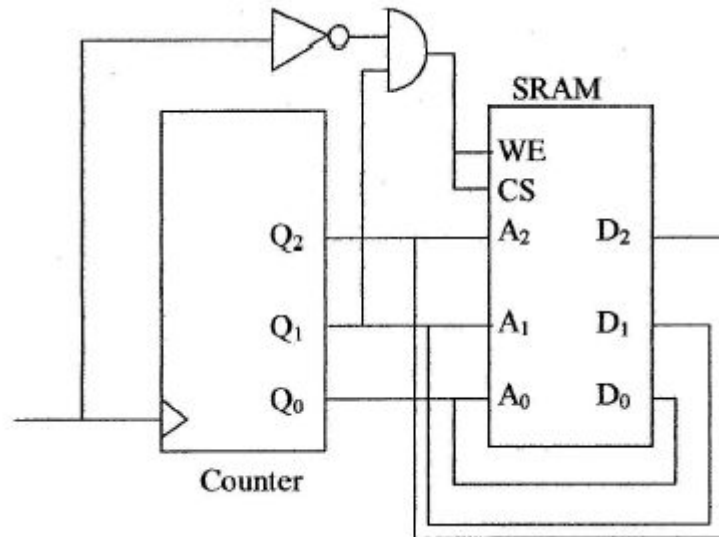 SRAM
WE
CS
Q₂
A₂
D₂
Q₁
A₁
D₁
Q₀
A₀
D₀
Counter